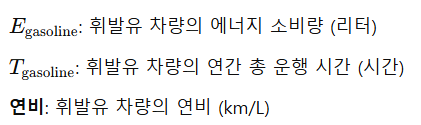 E_gasoline: 휘발유 차량의 에너지 소비량 (리터)
T_gasoline: 휘발유 차량의 연간 총 운행 시간 (시간)
연비: 휘발유 차량의 연비 (km/L)